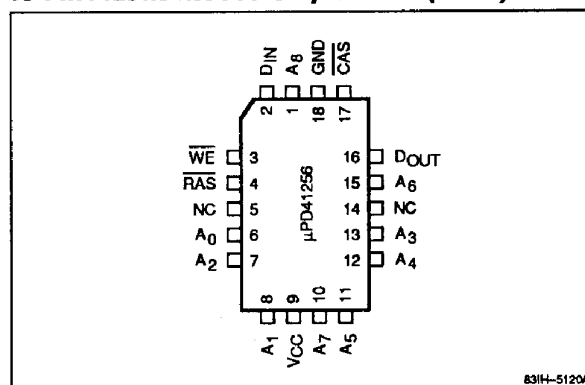 DIN A8 GND CAS
2 1 18 17
WE 3 16 DOUT
RAS 4 15 A6
NC 5 μPD41256 14 NC
A0 6 13 A3
A2 7 12 A4
8 9 10 11
A1 VCC A7 A5
83IH-5120